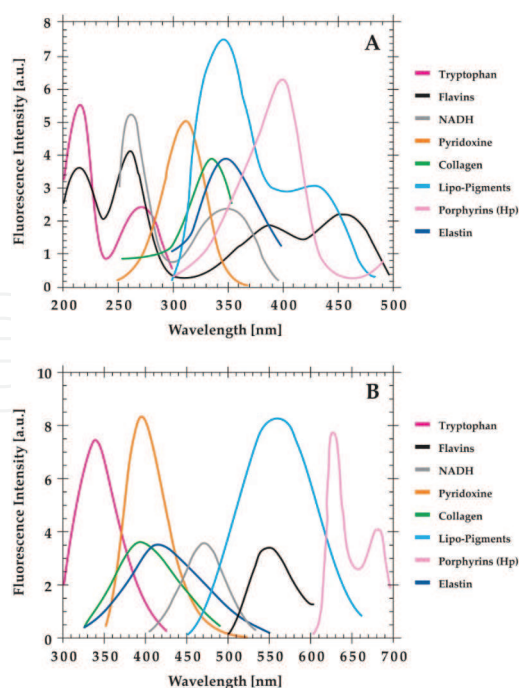 A
Fluorescence Intensity [a.u.]
8
7
6
5
4
3
2
1
0
200 250 300 350 400 450 500
Wavelength [nm]
Tryptophan
Flavins
NADH
Pyridoxine
Collagen
Lipo-Pigments
Porphyrins (Hp)
Elastin
B
Fluorescence Intensity [a.u.]
10
8
6
4
2
0
300 350 400 450 500 550 600 650 700
Wavelength [nm]
Tryptophan
Flavins
NADH
Pyridoxine
Collagen
Lipo-Pigments
Porphyrins (Hp)
Elastin